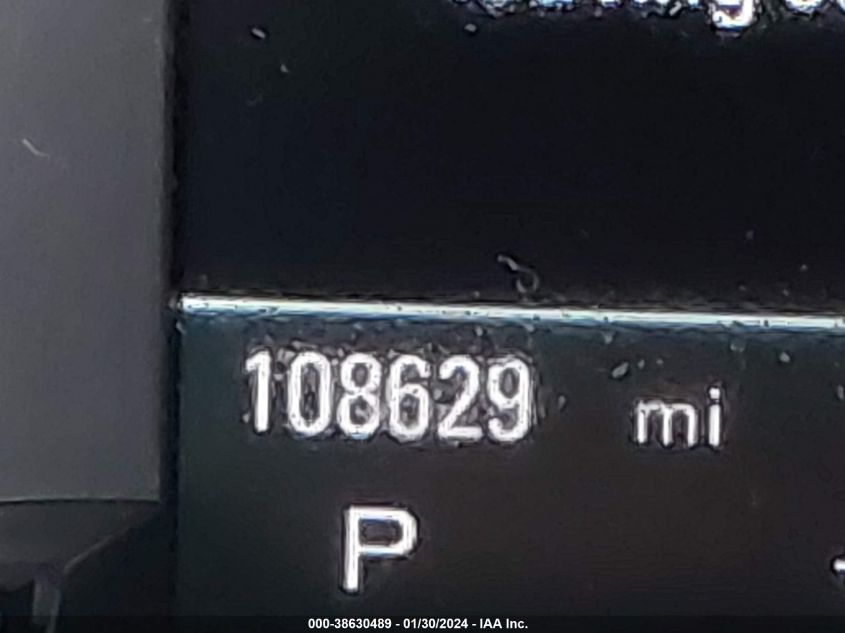 108629 mi
P
000-38630489 - 01/30/2024 - IAA Inc.